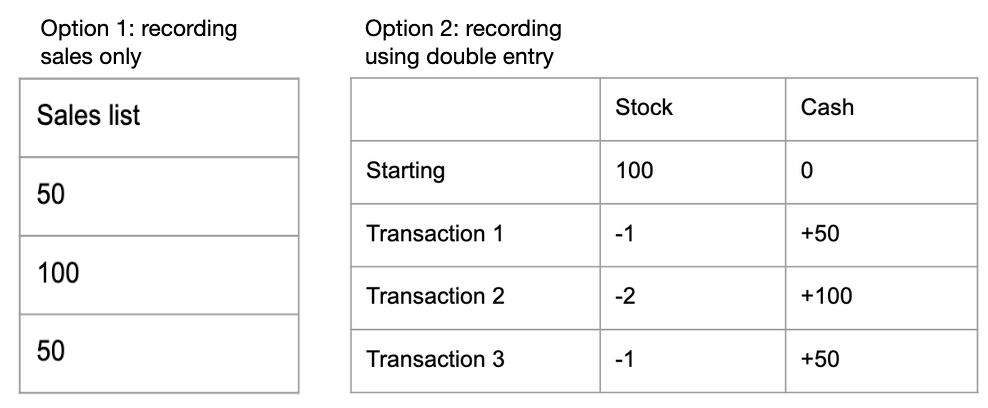 Option 1: recording
sales only
Sales list
50
100
50
Option 2: recording
using double entry
Stock Cash
Starting 100 0
Transaction 1 -1 +50
Transaction 2 -2 +100
Transaction 3 -1 +50